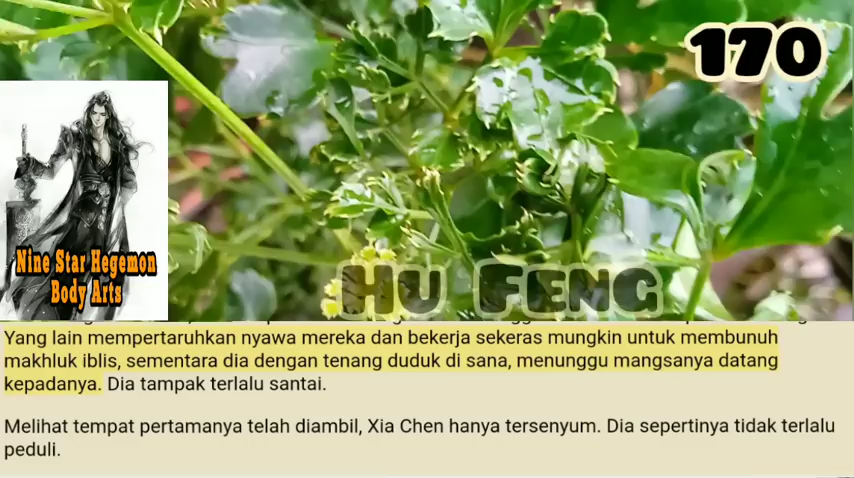 170
Nine Star Hegemon
Body Arts
Hu Feng
Yang lain mempertaruhkan nyawa mereka dan bekerja sekeras mungkin untuk membunuh
makhluk iblis, sementara dia dengan tenang duduk di sana, menunggu mangsanya datang
kepadanya. Dia tampak terlalu santai.
Melihat tempat pertamanya telah diambil, Xia Chen hanya tersenyum. Dia sepertinya tidak terlalu
peduli.